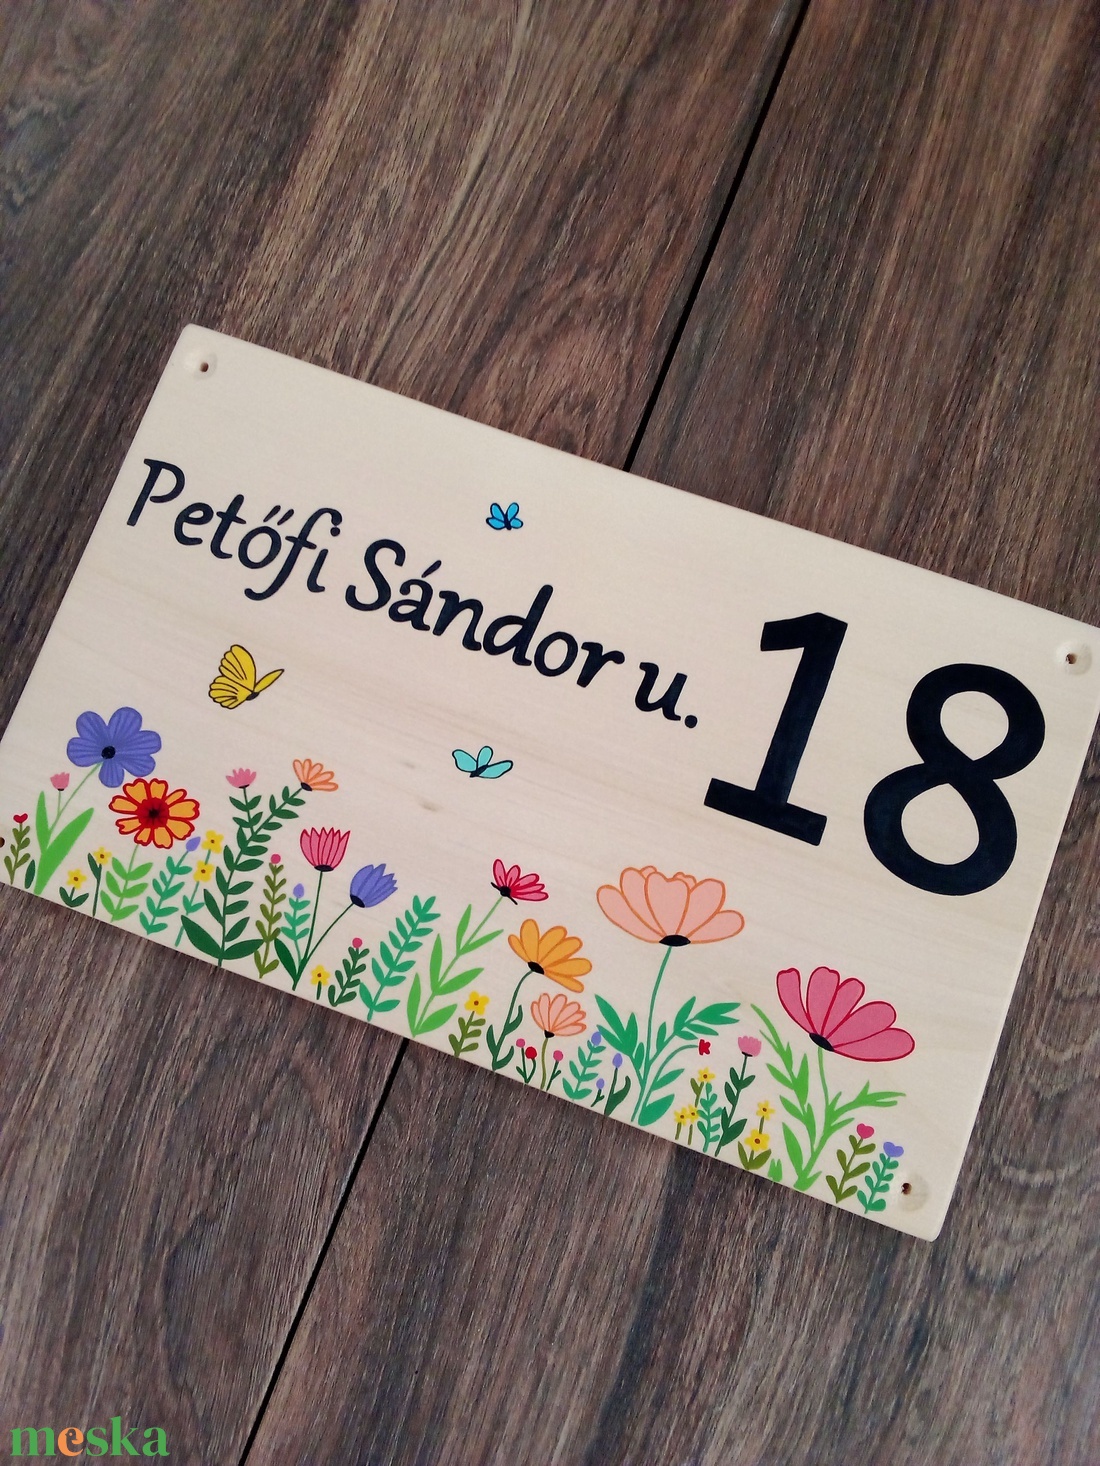 Petőfi Sándor u. 18
meska